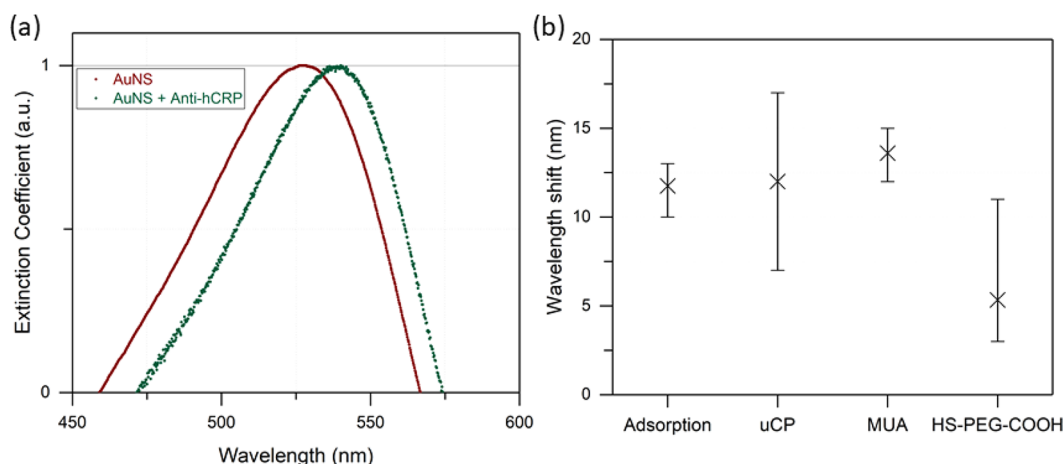 (a)
1
AuNS
AuNS + Anti-hCRP
Extinction Coefficient (a.u.)
0
450
500
550
600
Wavelength (nm)
(b)
20
15
10
5
0
Wavelength shift (nm)
Adsorption
uCP
MUA
HS-PEG-COOH